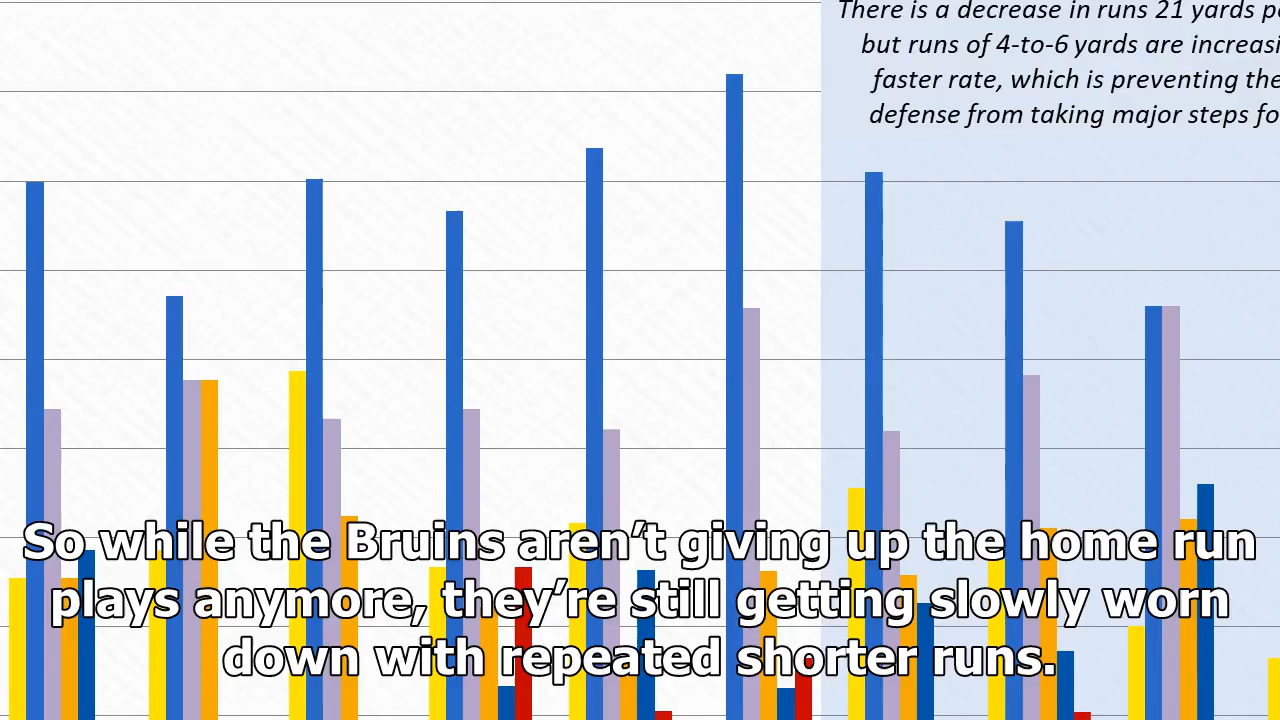 There is a decrease in runs 21 yards
but runs of 4-to-6 yards are
faster rate, which is preventing the
defense from taking major steps
So while the Bruins aren't giving up the home run
plays anymore, they're still getting slowly worn
down with repeated shorter runs.